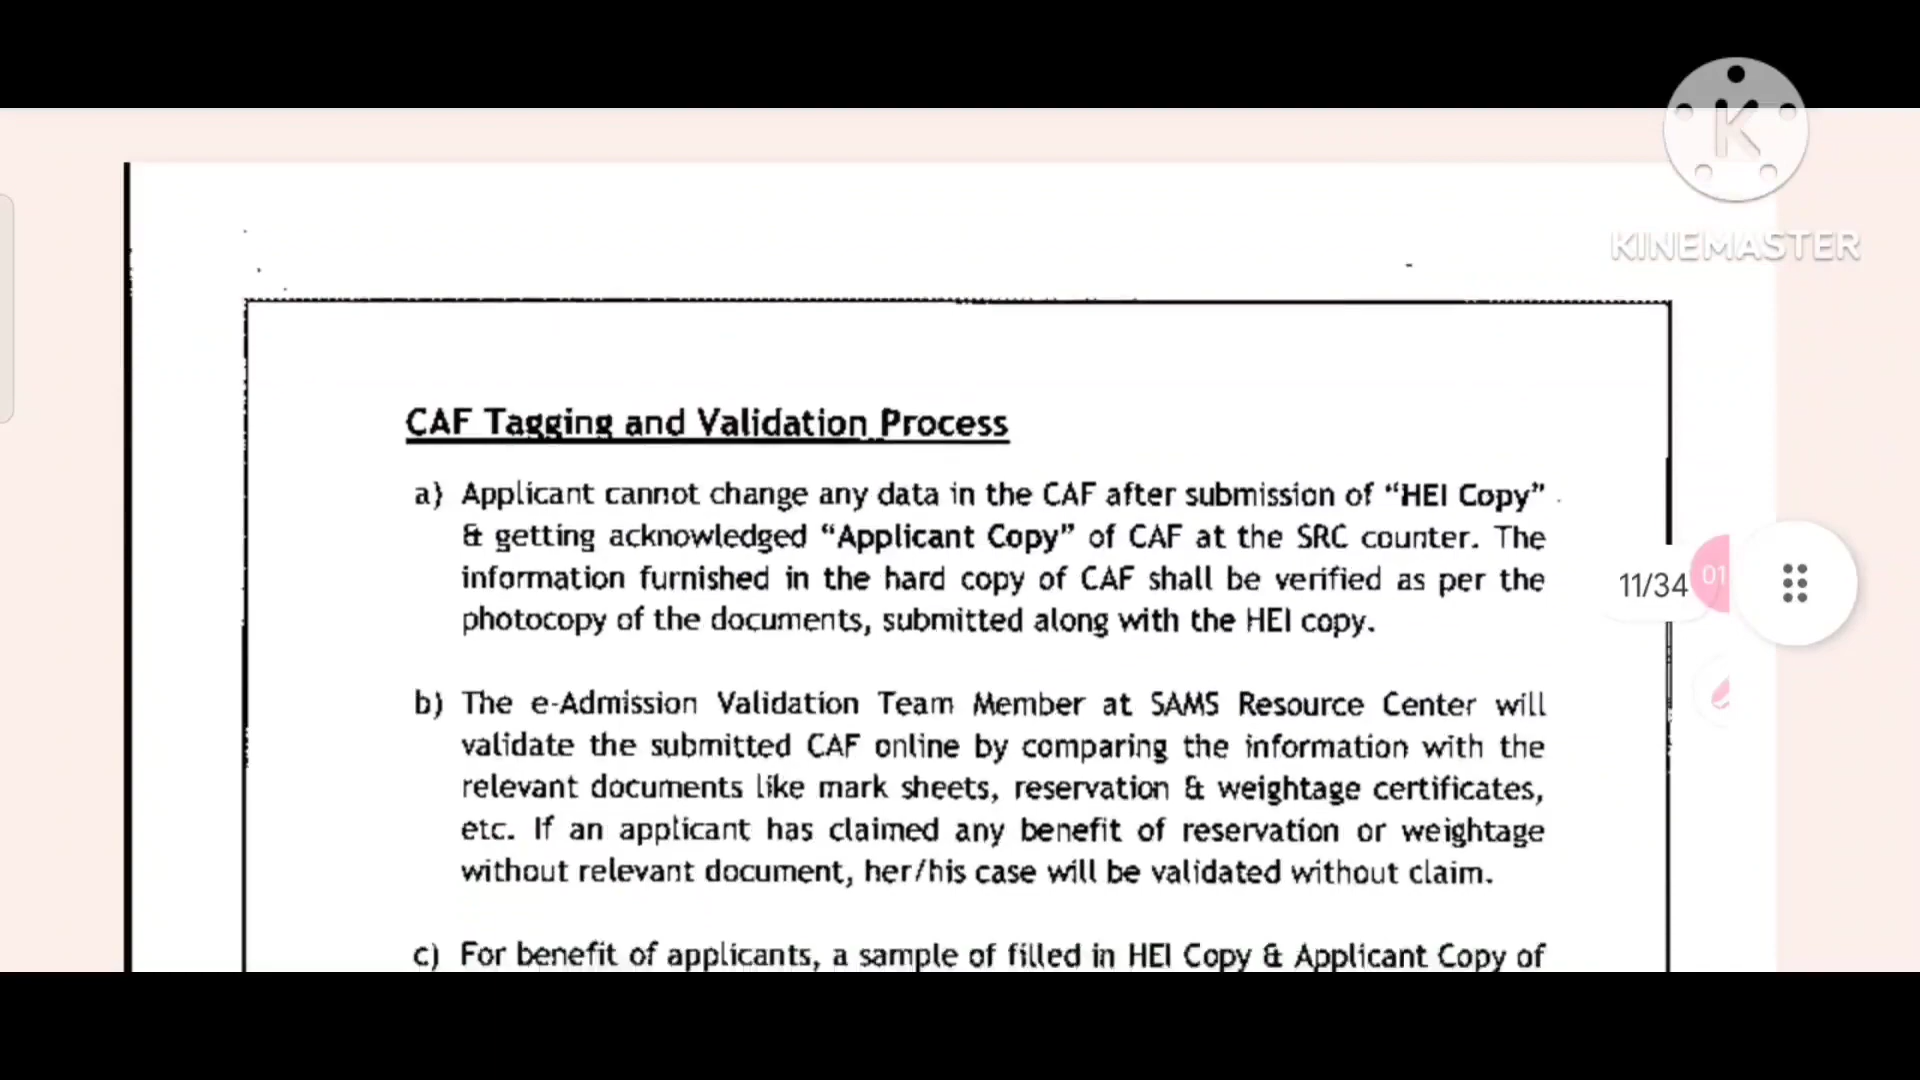 K
KINEMASTER
CAF Tagging and Validation Process
a) Applicant cannot change any data in the CAF after submission of “HEI Copy”
& getting acknowledged “Applicant Copy” of CAF at the SRC counter. The
information furnished in the hard copy of CAF shall be verified as per the
photocopy of the documents, submitted along with the HEI copy.
11/34
01
b) The e-Admission Validation Team Member at SAMS Resource Center will
validate the submitted CAF online by comparing the information with the
relevant documents like mark sheets, reservation & weightage certificates,
etc. If an applicant has claimed any benefit of reservation or weightage
without relevant document, her/his case will be validated without claim.
c) For benefit of applicants, a sample of filled in HEI Copy & Applicant Copy of